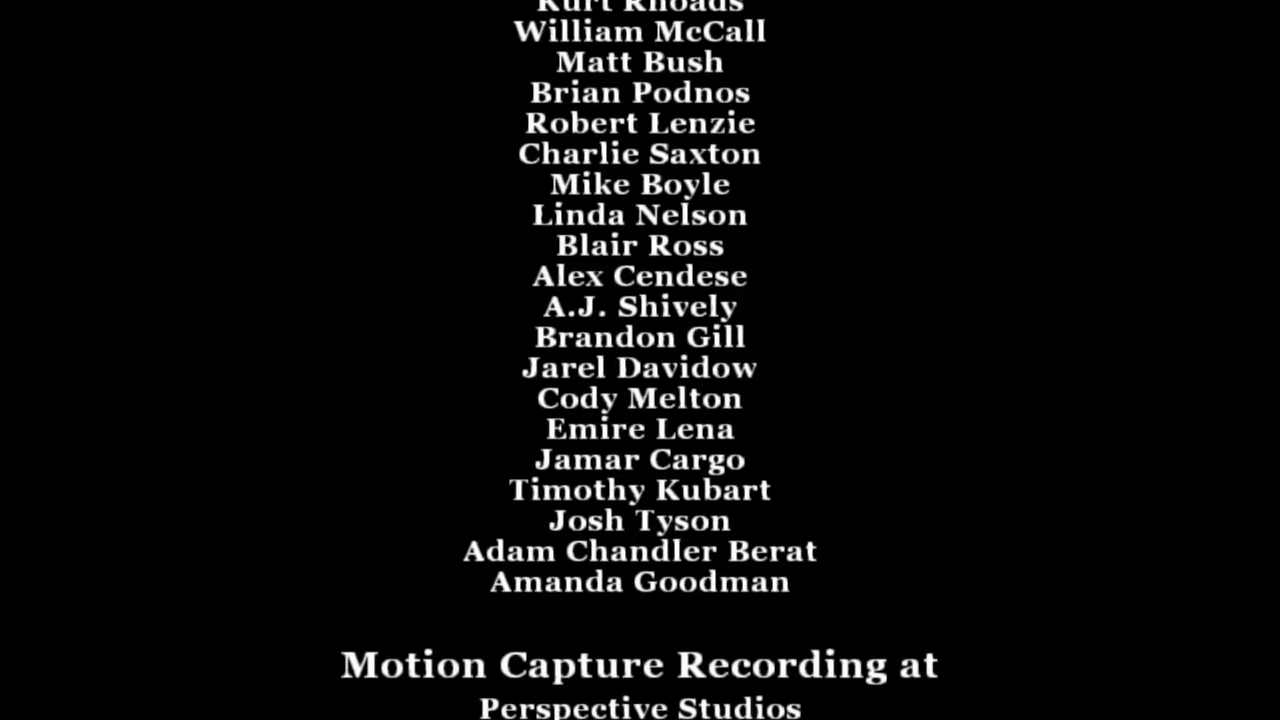 Kurt Rhoads
William McCall
Matt Bush
Brian Podnos
Robert Lenzie
Charlie Saxton
Mike Boyle
Linda Nelson
Blair Ross
Alex Cendese
A.J. Shively
Brandon Gill
Jarel Davidow
Cody Melton
Emire Lena
Jamar Cargo
Timothy Kubart
Josh Tyson
Adam Chandler Berat
Amanda Goodman
Motion Capture Recording at
Perspective Studios